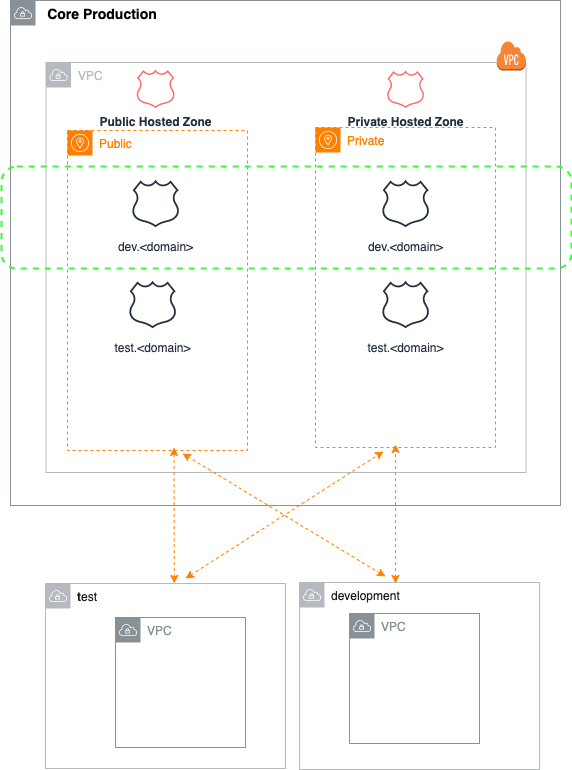 Core Production
VPC
VPC
Public Hosted Zone
Private Hosted Zone
Public
Private
dev.<domain>
dev.<domain>
test.<domain>
test.<domain>
test
development
VPC
VPC